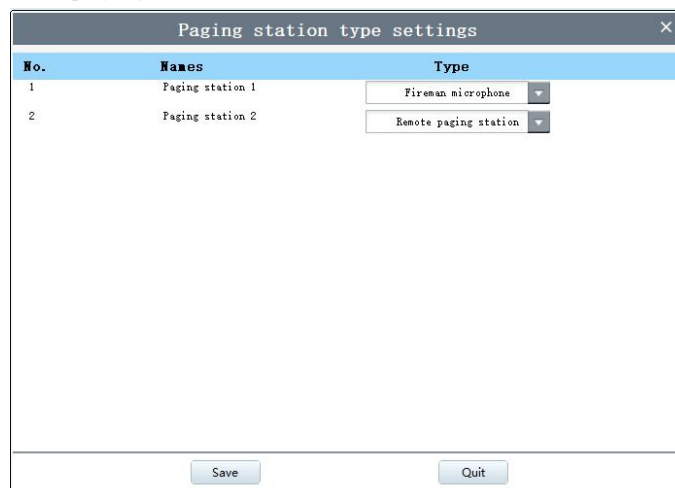 Paging station type settings ×
No. Names Type
1 Paging station 1 Fireman microphone
2 Paging station 2 Remote paging station
Save Quit